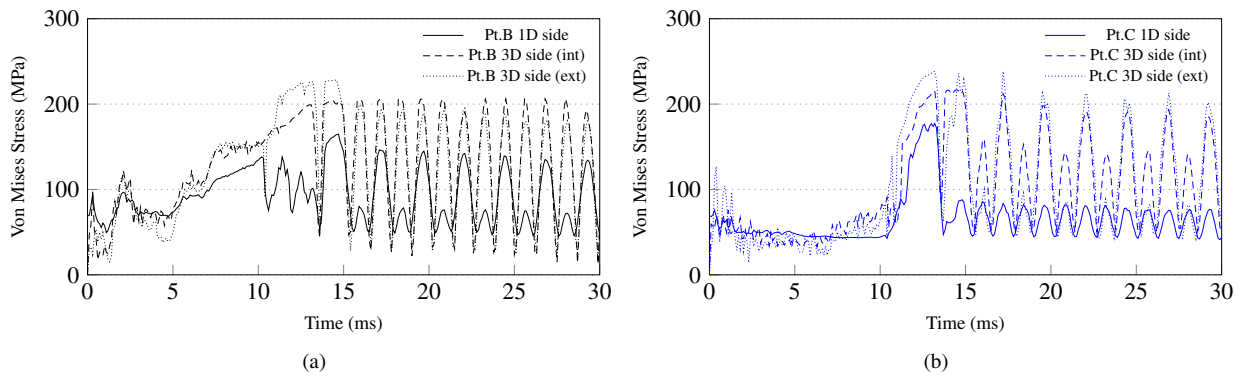 300
200
100
0
0
5
10
15
20
25
30
Von Mises Stress (MPa)
Time (ms)
Pt.B 1D side
Pt.B 3D side (int)
Pt.B 3D side (ext)
(a)
300
200
100
0
0
5
10
15
20
25
30
Von Mises Stress (MPa)
Time (ms)
Pt.C 1D side
Pt.C 3D side (int)
Pt.C 3D side (ext)
(b)